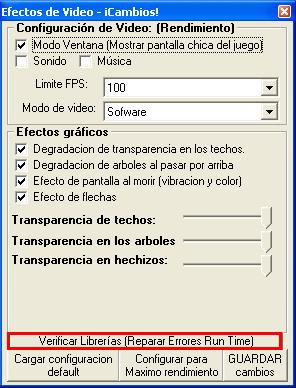 Efectos de Video - iCambios!
Configuración de Video: (Rendimiento)
Modo Ventana (Mostrar pantalla chica del juego)
Sonido Música
Limite FPS: 100
Modo de video: Sofware
Efectos gráficos
Degradacion de transparencia en los techos.
Degradacion de arboles al pasar por arriba
Efecto de pantalla al morir (vibracion y color)
Efecto de flechas
Transparencia de techos:
Transparencia en los arboles
Transparencia en hechizos:
Verificar Librerías (Reparar Errores Run Time)
Cargar configuracion default
Configurar para Maximo rendimiento
GUARDAR cambios